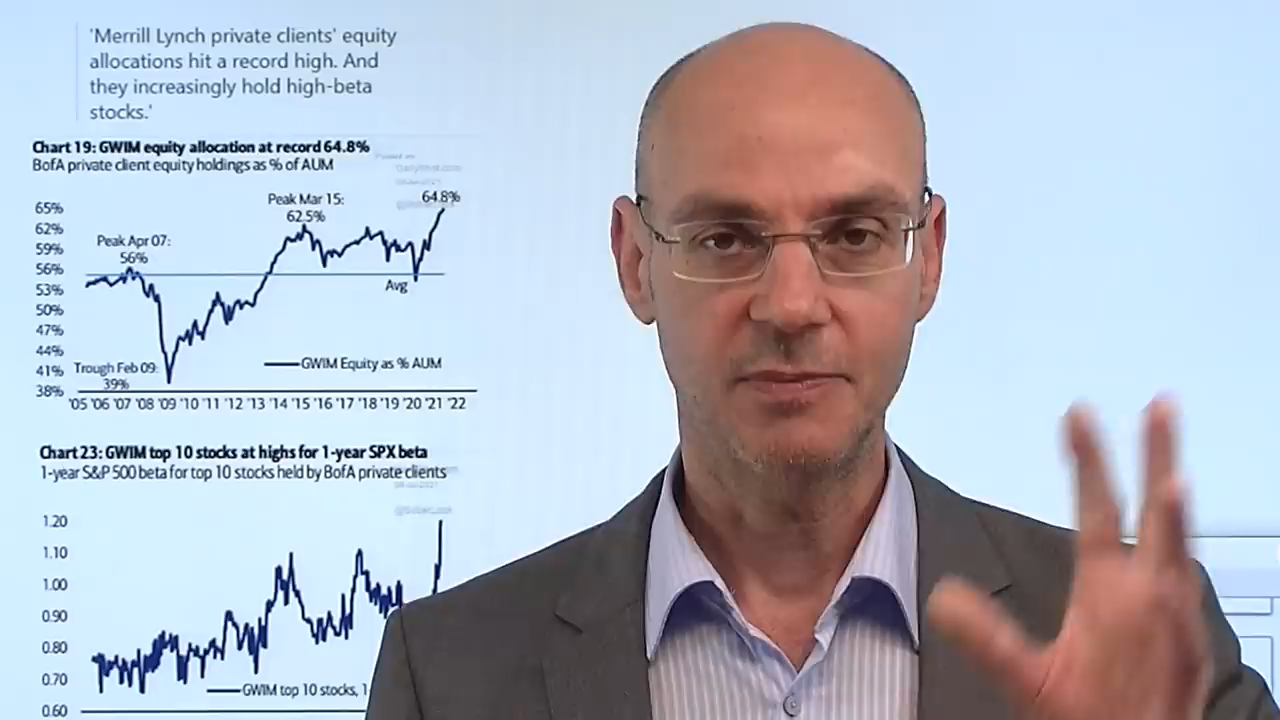 'Merrill Lynch private clients' equity
allocations hit a record high. And
they increasingly hold high-beta
stocks.'
Chart 19: GWIM equity allocation at record 64.8%
BofA private client equity holdings as % of AUM
65%
62%
59%
56%
53%
50%
47%
44%
41%
38%
Peak Apr 07:
56%
Peak Mar 15:
62.5%
64.8%
Avg
Trough Feb 09:
39%
GWIM Equity as % AUM
'05 '06 '07 '08 '09 '10 '11 '12 '13 '14 '15 '16 '17 '18 '19 '20 '21 '22
Chart 23: GWIM top 10 stocks at highs for 1-year SPX beta
1-year S&P 500 beta for top 10 stocks held by BofA private clients
1.20
1.10
1.00
0.90
0.80
0.70
0.60
GWIM top 10 stocks, 1